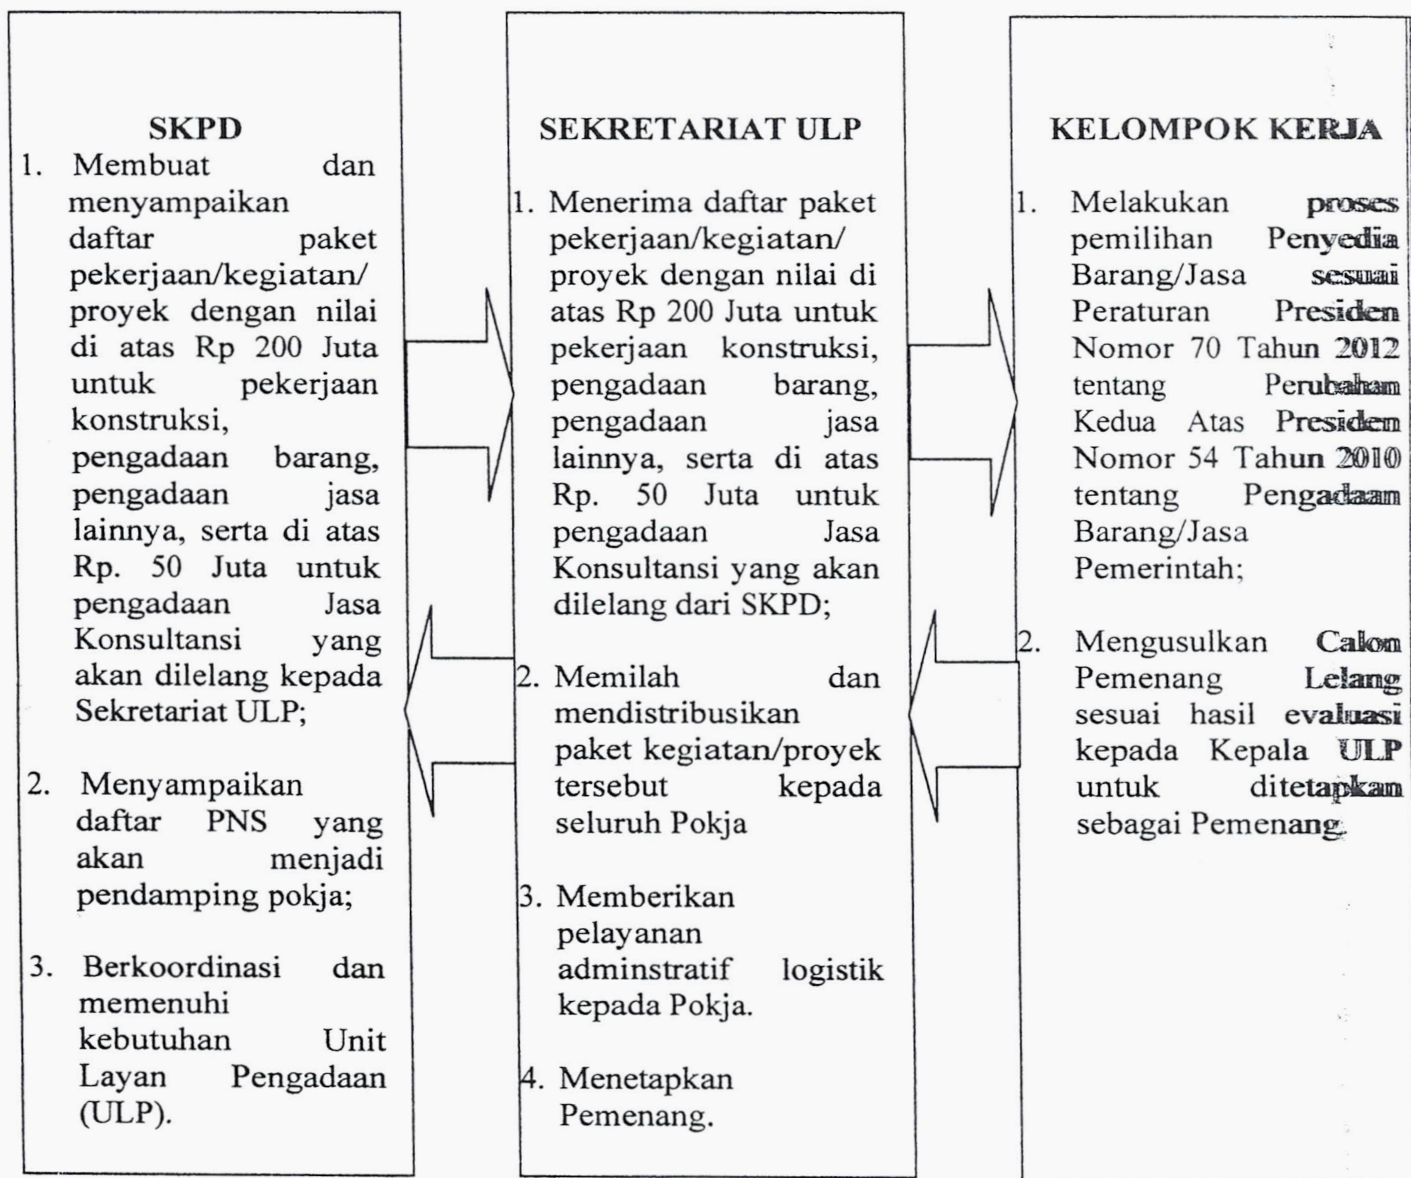 SKPD
1. Membuat dan
menyampaikan
daftar paket
pekerjaan/kegiatan/
proyek dengan nilai
di atas Rp 200 Juta
untuk pekerjaan
konstruksi,
pengadaan barang,
pengadaan jasa
lainnya, serta di atas
Rp. 50 Juta untuk
pengadaan Jasa
Konsultansi yang
akan dilelang kepada
Sekretariat ULP;
2. Menyampaikan
daftar PNS yang
akan menjadi
pendamping pokja;
3. Berkoordinasi dan
memenuhi
kebutuhan Unit
Layan Pengadaan
(ULP).
SEKRETARIAT ULP
1. Menerima daftar paket
pekerjaan/kegiatan/
proyek dengan nilai di
atas Rp 200 Juta untuk
pekerjaan konstruksi,
pengadaan barang,
pengadaan jasa
lainnya, serta di atas
Rp. 50 Juta untuk
pengadaan Jasa
Konsultansi yang akan
dilelang dari SKPD;
2. Memilah dan
mendistribusikan
paket kegiatan/proyek
tersebut kepada
seluruh Pokja
3. Memberikan
pelayanan
adminstratif logistik
kepada Pokja.
4. Menetapkan
Pemenang.
KELOMPOK KERJA
1. Melakukan proses
pemilihan Penyedia
Barang/Jasa sesuai
Peraturan Presiden
Nomor 70 Tahun 2012
tentang Perubahan
Kedua Atas Presiden
Nomor 54 Tahun 2010
tentang Pengadaan
Barang/Jasa
Pemerintah;
2. Mengusulkan Calon
Pemenang Lelang
sesuai hasil evaluasi
kepada Kepala ULP
untuk ditetapkan
sebagai Pemenang.